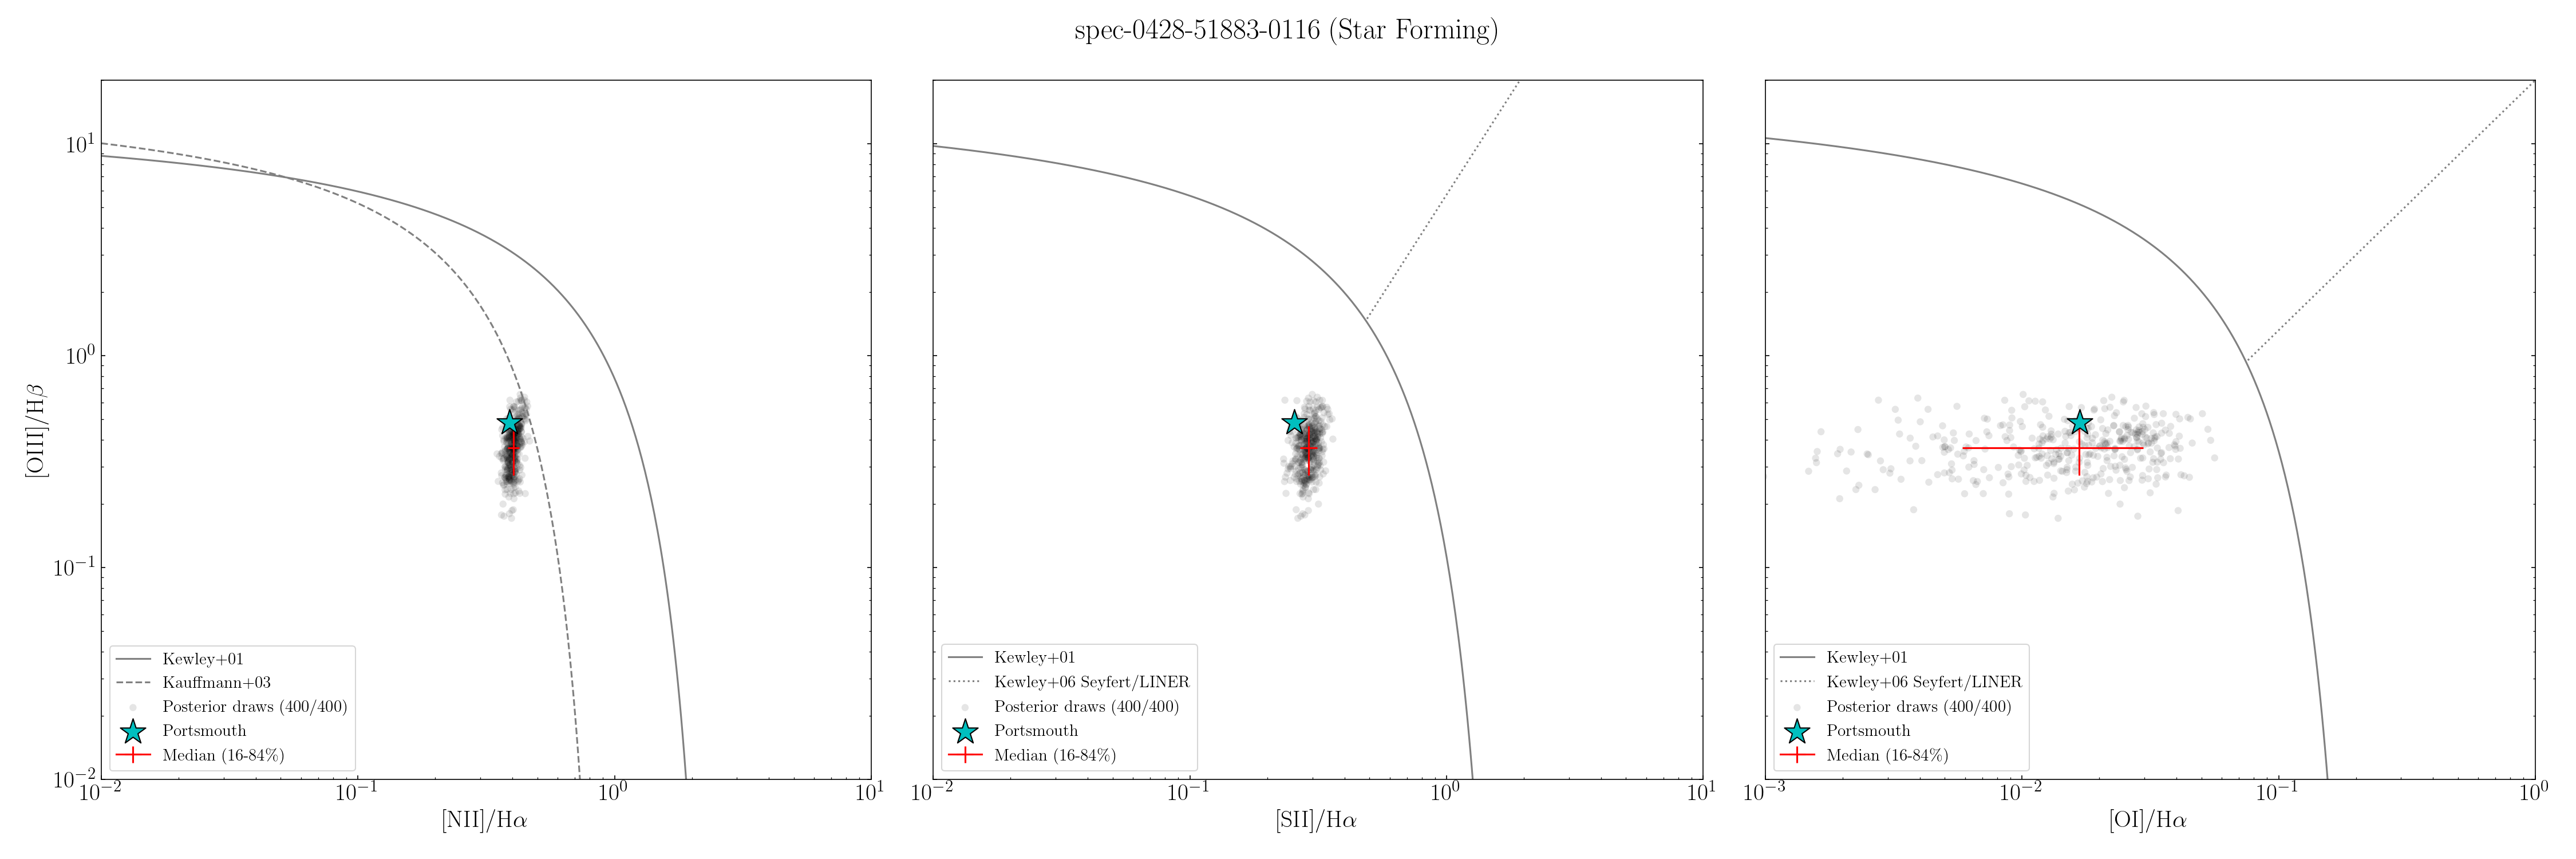 spec-0428-51883-0116 (Star Forming)
[OIII]/Hβ
10^1
10^0
10^-1
10^-2
Kewley+01
Kauffmann+03
Posterior draws (400/400)
Portsmouth
Median (16-84%)
10^-2
10^-1
10^0
10^1
[NII]/Hα
Kewley+01
Kewley+06 Seyfert/LINER
Posterior draws (400/400)
Portsmouth
Median (16-84%)
10^-2
10^-1
10^0
10^1
[SII]/Hα
Kewley+01
Kewley+06 Seyfert/LINER
Posterior draws (400/400)
Portsmouth
Median (16-84%)
10^-3
10^-2
10^-1
10^0
[OI]/Hα